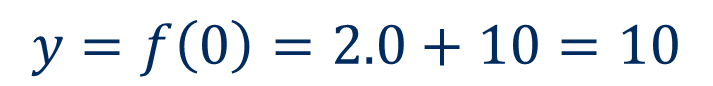 y = f(0) = 2.0 + 10 = 10